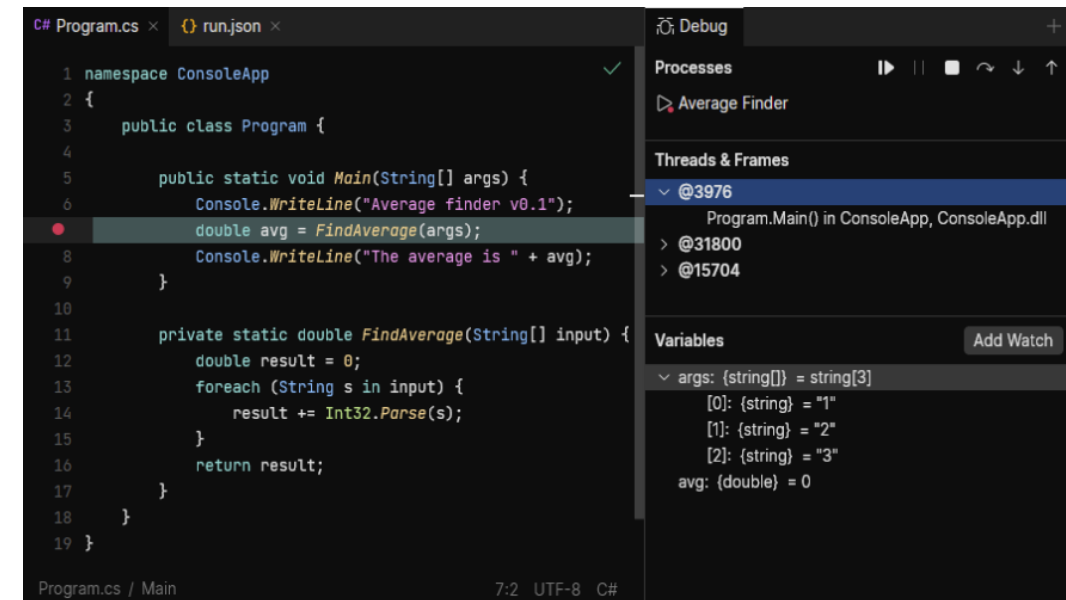 C# Program.cs × {} run.json ×
1 namespace ConsoleApp
2 {
3 public class Program {
4
5 public static void Main(String[] args) {
6 Console.WriteLine("Average finder v0.1");
double avg = FindAverage(args);
8 Console.WriteLine("The average is " + avg);
9 }
10
11 private static double FindAverage(String[] input) {
12 double result = 0;
13 foreach (String s in input) {
14 result += Int32.Parse(s);
15 }
16 return result;
17 }
18 }
19 }
Program.cs / Main 7:2 UTF-8 C#
Debug
Processes
Average Finder
Threads & Frames
@3976
Program.Main() in ConsoleApp, ConsoleApp.dll
@31800
@15704
Variables Add Watch
args: {string[]} = string[3]
[0]: {string} = "1"
[1]: {string} = "2"
[2]: {string} = "3"
avg: {double} = 0